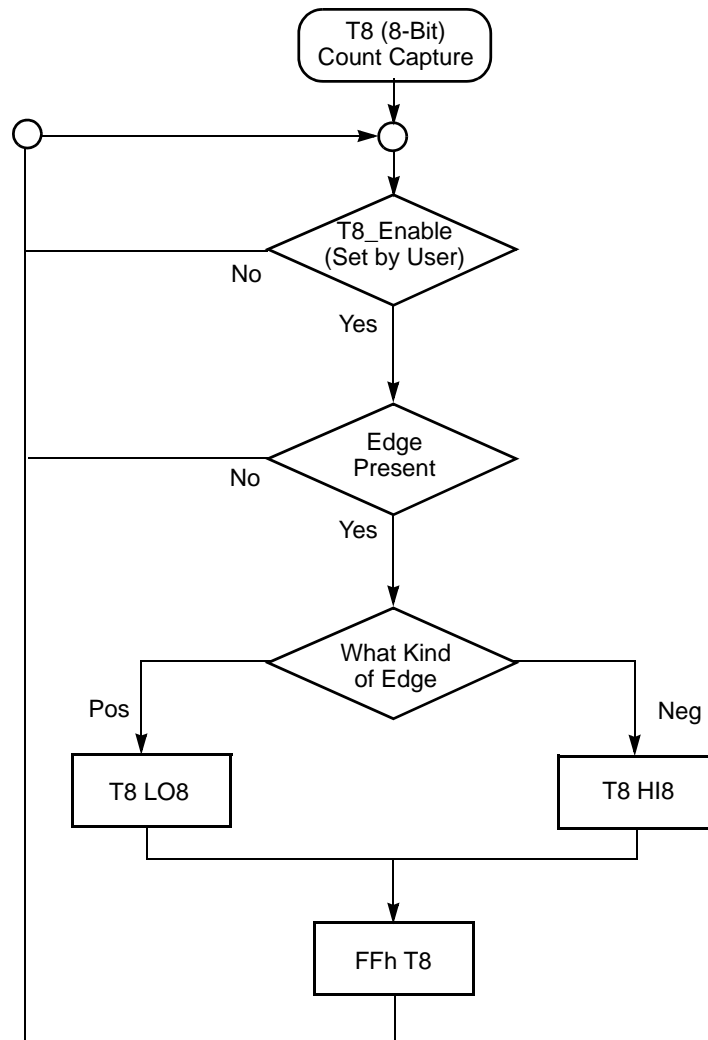 T8 (8-Bit)
Count Capture
T8_Enable
(Set by User)
No
Yes
Edge
Present
No
Yes
What Kind
of Edge
Pos
Neg
T8 LO8
T8 HI8
FFh T8